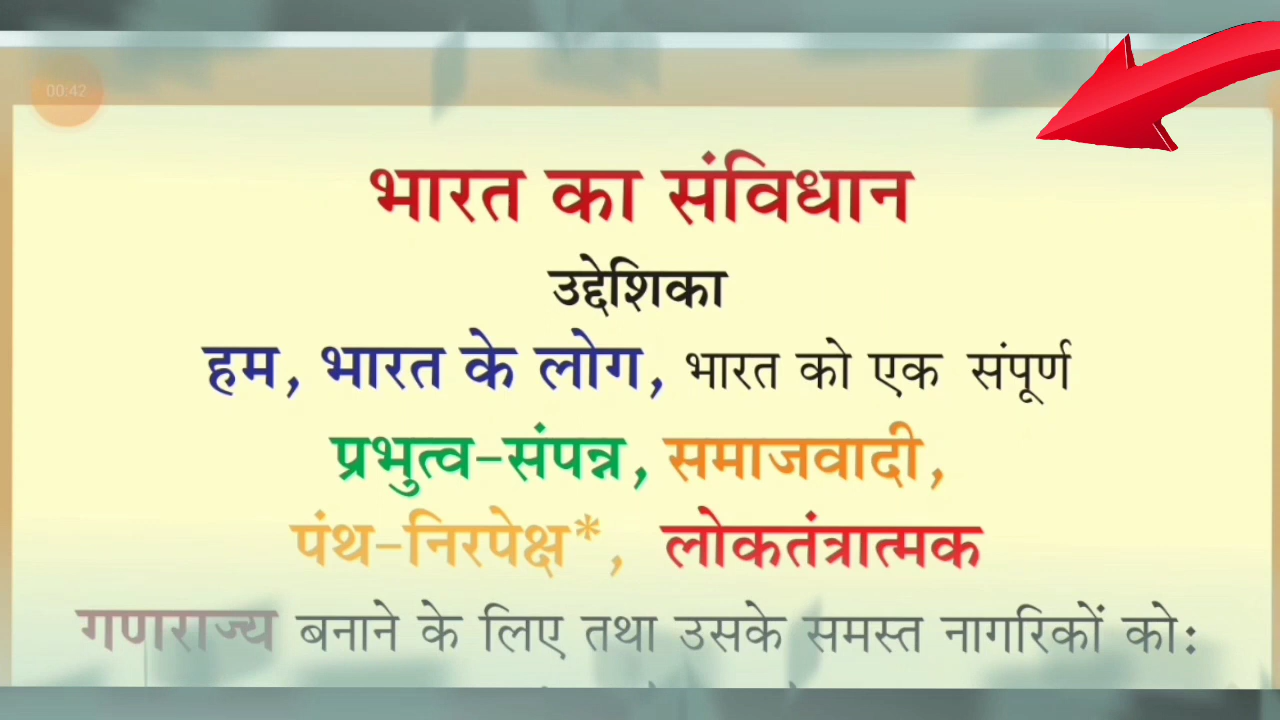 00:42
भारत का संविधान
उद्देशिका
हम, भारत के लोग, भारत को एक संपूर्ण
प्रभुत्व-संपन्न, समाजवादी,
पंथ-निरपेक्ष*, लोकतंत्रात्मक
गणराज्य बनाने के लिए तथा उसके समस्त नागरिकों को: